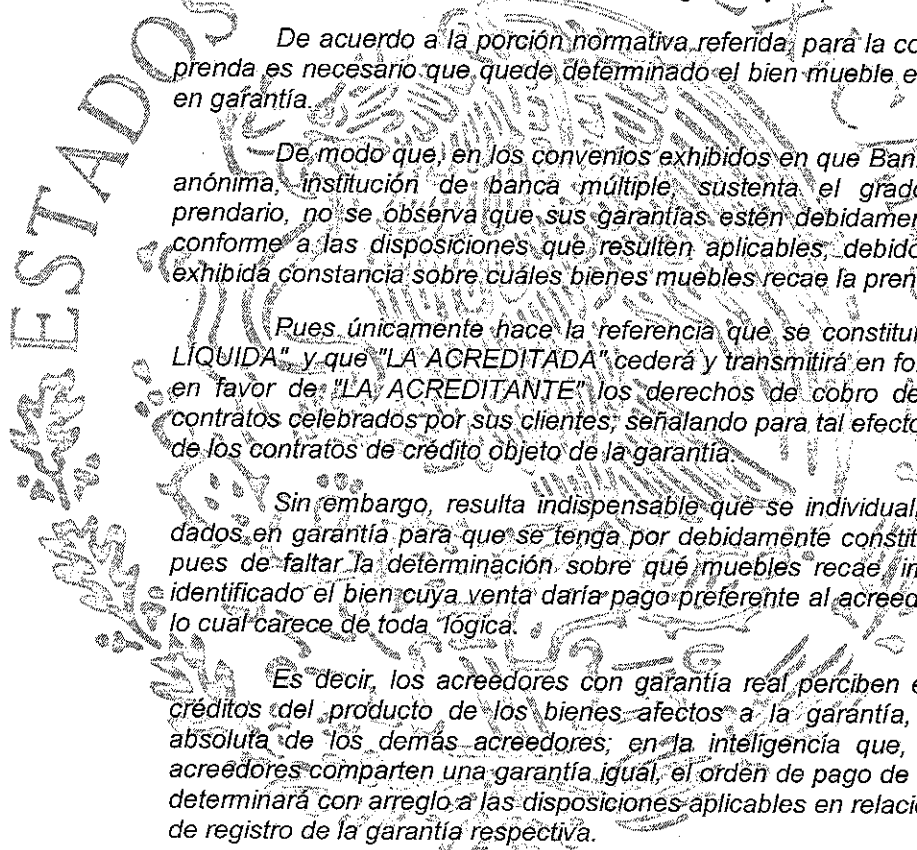 De acuerdo a la porción normativa referida, para la co
prenda es necesario que quede determinado el bien mueble e
en garantía.
De modo que, en los convenios exhibidos en que Ban
anónima, institución de banca múltiple, sustenta el grado
prendario, no se observa que sus garantías estén debidamen
conforme a las disposiciones que resulten aplicables, debido
exhibida constancia sobre cuáles bienes muebles recae la pren
Pues únicamente hace la referencia que se constitui
LÍQUIDA" y que "LA ACREDITADA" cederá y transmitirá en fo
en favor de "LA ACREDITANTE" los derechos de cobro de
contratos celebrados por sus clientes; señalando para tal efecto
de los contratos de crédito objeto de la garantía.
Sin embargo, resulta indispensable que se individual
dados en garantía para que se tenga por debidamente constit
pues de faltar la determinación sobre qué muebles recae, im
identificado el bien cuya venta daría pago preferente al acreed
lo cual carece de toda lógica.
Es decir, los acreedores con garantía real perciben e
créditos del producto de los bienes afectos a la garantía,
absoluta de los demás acreedores; en la inteligencia que,
acreedores comparten una garantía igual, el orden de pago de
determinará con arreglo a las disposiciones aplicables en relació
de registro de la garantía respectiva.
ESTADOS